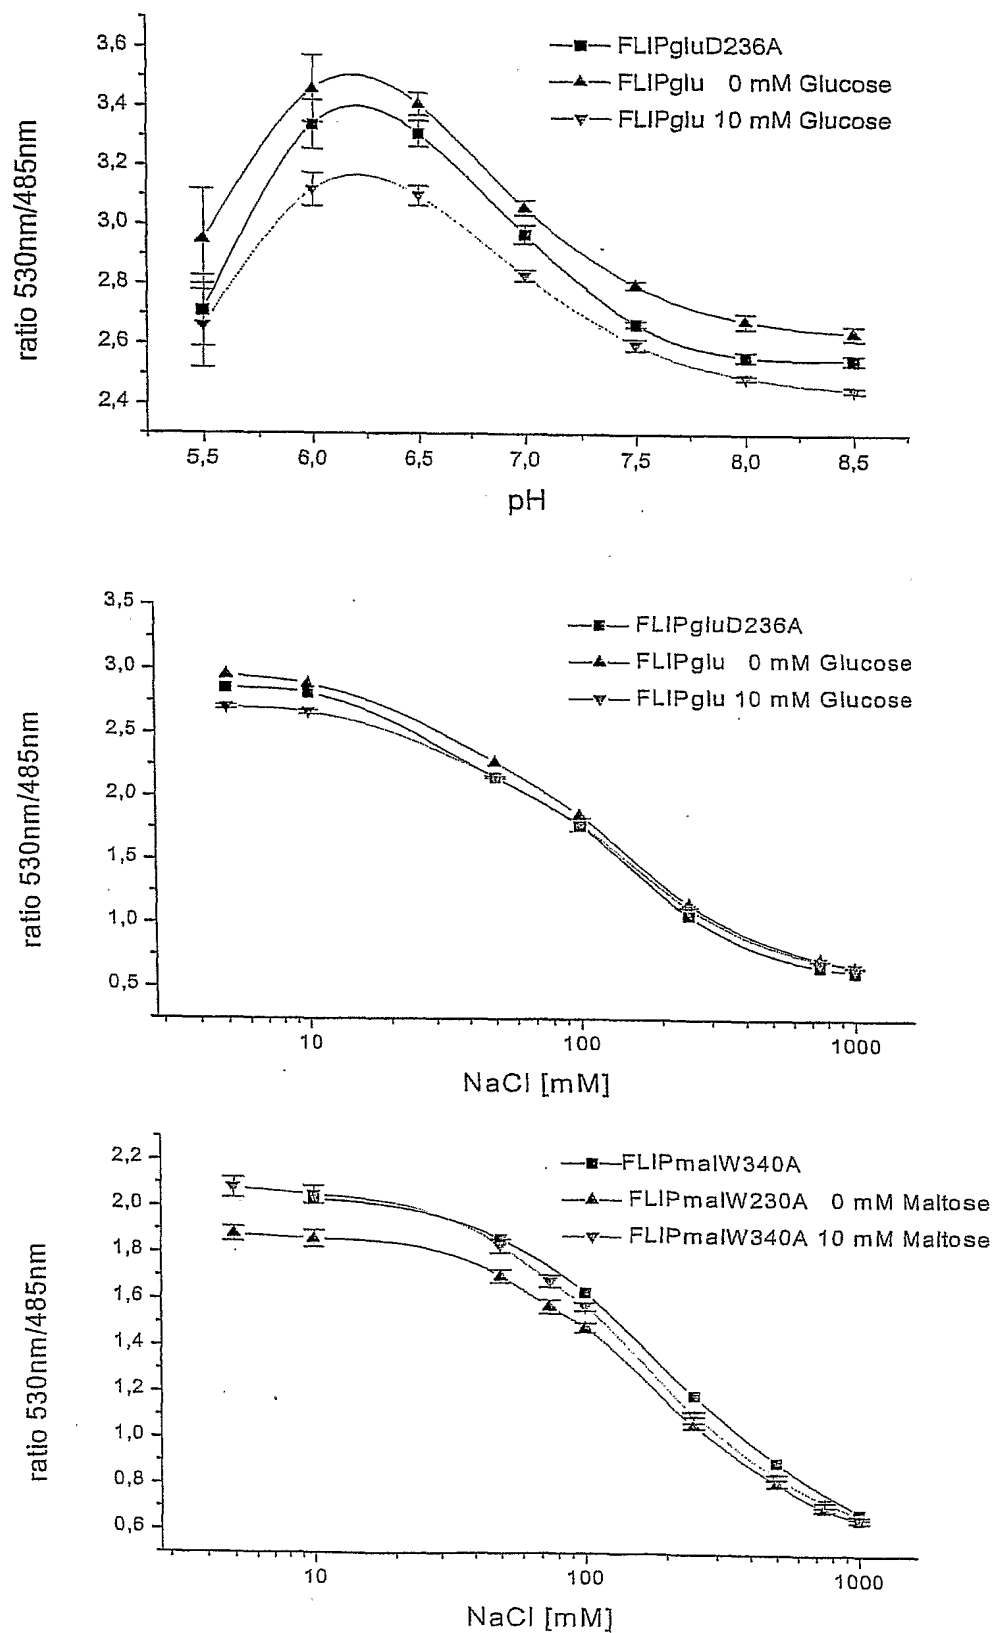 3,6
3,4
3,2
3,0
2,8
2,6
2,4
ratio 530nm/485nm
FLIPgluD236A
FLIPglu 0 mM Glucose
FLIPglu 10 mM Glucose
5,5 6,0 6,5 7,0 7,5 8,0 8,5
pH
3,5
3,0
2,5
2,0
1,5
1,0
0,5
ratio 530nm/485nm
FLIPgluD236A
FLIPglu 0 mM Glucose
FLIPglu 10 mM Glucose
10 100 1000
NaCl [mM]
2,2
2,0
1,8
1,6
1,4
1,2
1,0
0,8
0,6
ratio 530nm/485nm
FLIPmalW340A
FLIPmalW230A 0 mM Maltose
FLIPmalW340A 10 mM Maltose
10 100 1000
NaCl [mM]